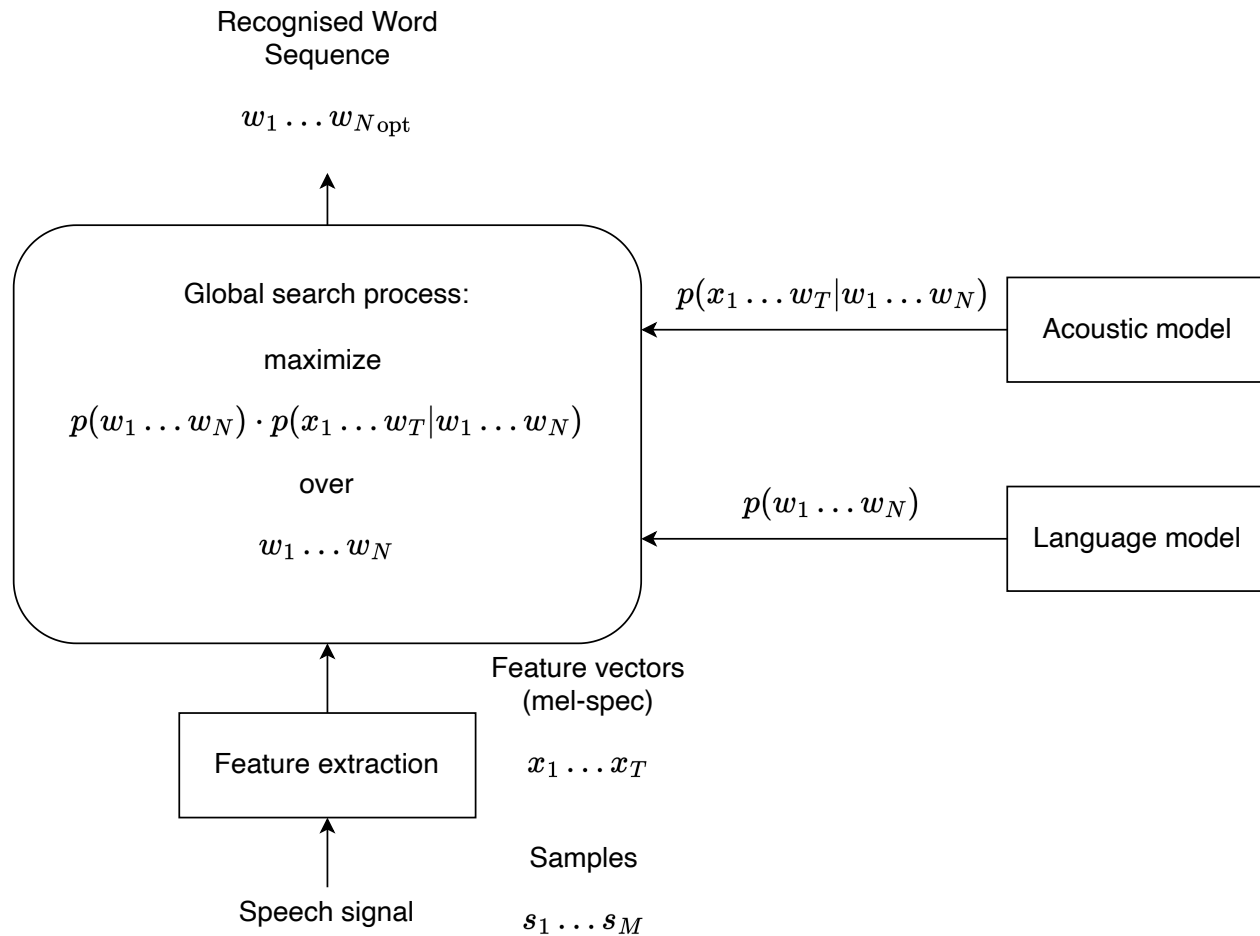 Recognised Word
Sequence
w₁ … w_{N opt}
Global search process:
maximize
p(w₁ … w_N) · p(x₁ … w_T|w₁ … w_N)
over
w₁ … w_N
p(x₁ … w_T|w₁ … w_N)
Acoustic model
p(w₁ … w_N)
Language model
Feature vectors
(mel-spec)
x₁ … x_T
Feature extraction
Samples
s₁ … s_M
Speech signal